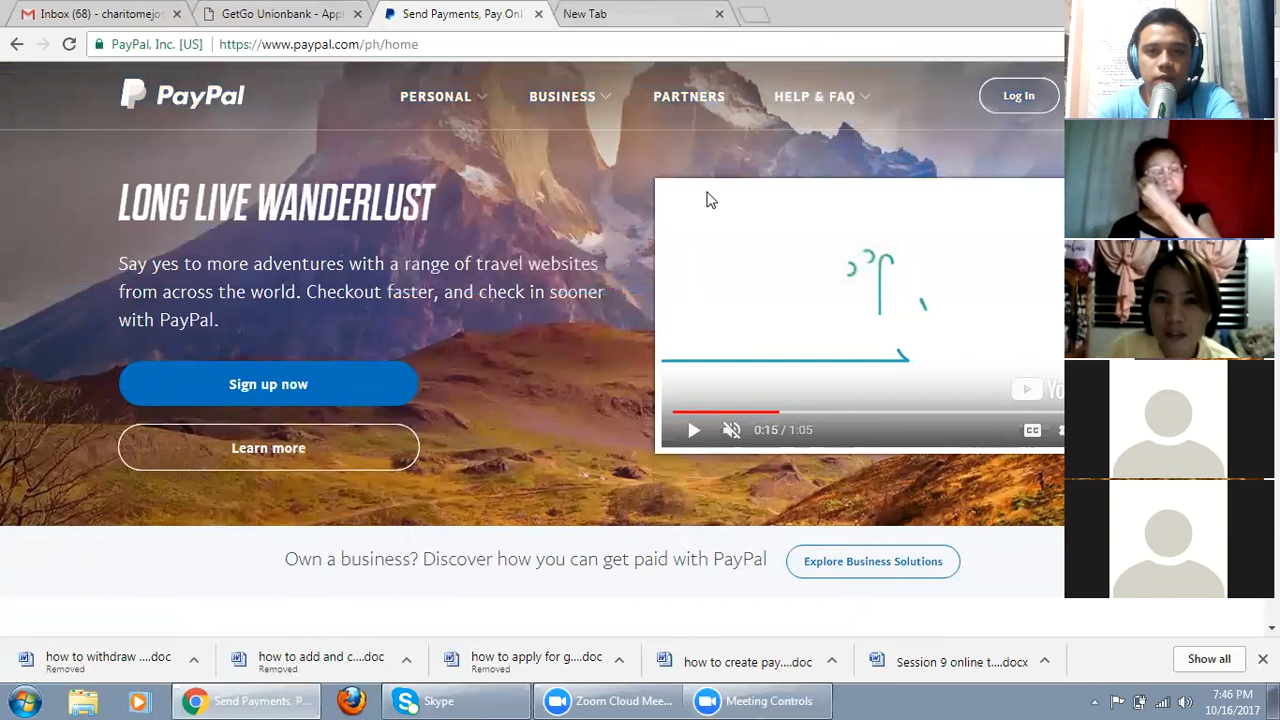 Inbox (68) - charitomejos
GetGo Unionbank - Appl
Send Payments, Pay Onli
New Tab
PayPal, Inc. [US]
https://www.paypal.com/ph/home
PayPal
PERSONAL
BUSINESS
PARTNERS
HELP & FAQ
Log In
LONG LIVE WANDERLUST
Say yes to more adventures with a range of travel websites
from across the world. Checkout faster, and check in sooner
with PayPal.
Sign up now
Learn more
0:15 / 1:05
CC
Own a business? Discover how you can get paid with PayPal
Explore Business Solutions
how to withdraw ....doc
Removed
how to add and c....doc
Removed
how to apply for g....doc
Removed
how to create pay....doc
Session 9 online t....docx
Show all
Send Payments, P...
Skype
Zoom Cloud Mee...
Meeting Controls
7:46 PM
10/16/2017